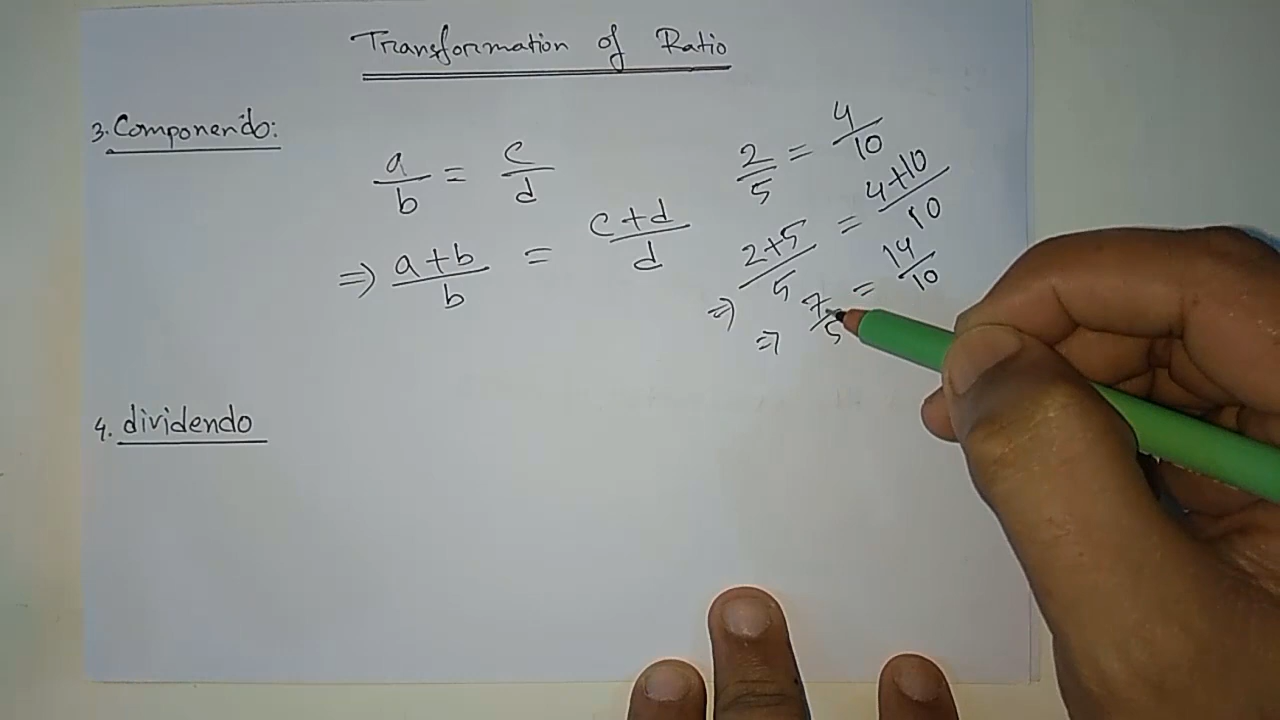 Transformation of Ratio
3. Componendo:
a/b = c/d
⇒ a+b/b = c+d/d
2/5 = 4/10
⇒ 2+5/5 = 4+10/10
⇒ 7/5 = 14/10
4. dividendo